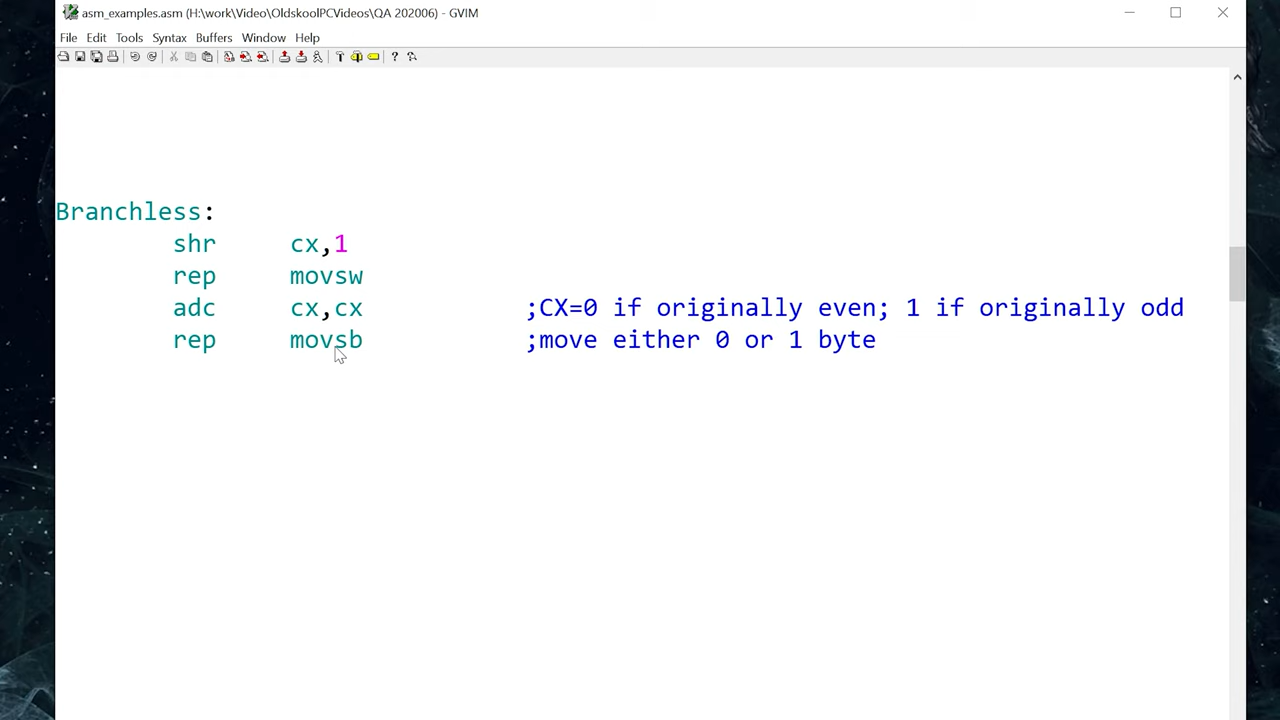 asm_examples.asm (H:\work\Video\OldskoolPCVideos\QA 202006) - GVIM
File Edit Tools Syntax Buffers Window Help
Branchless:
shr cx,1
rep movsw
adc cx,cx ;CX=0 if originally even; 1 if originally odd
rep movsb ;move either 0 or 1 byte